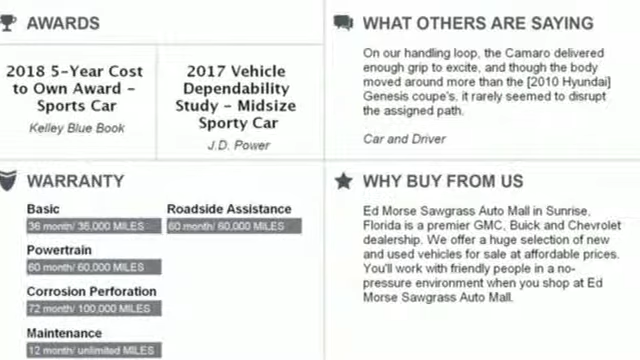 AWARDS
2018 5-Year Cost
to Own Award -
Sports Car
Kelley Blue Book
2017 Vehicle
Dependability
Study - Midsize
Sporty Car
J.D. Power
WHAT OTHERS ARE SAYING
On our handling loop, the Camaro delivered
enough grip to excite, and though the body
moved around more than the [2010 Hyundai]
Genesis coupe's, it rarely seemed to disrupt
the assigned path.
Car and Driver
WARRANTY
Basic
36 month/ 36,000 MILES
Roadside Assistance
60 month/ 60,000 MILES
Powertrain
60 month/ 60,000 MILES
Corrosion Perforation
72 month/ 100,000 MILES
Maintenance
12 month/ unlimited MILES
WHY BUY FROM US
Ed Morse Sawgrass Auto Mall in Sunrise,
Florida is a premier GMC, Buick and Chevrolet
dealership. We offer a huge selection of new
and used vehicles for sale at affordable prices.
You'll work with friendly people in a no-
pressure environment when you shop at Ed
Morse Sawgrass Auto Mall.